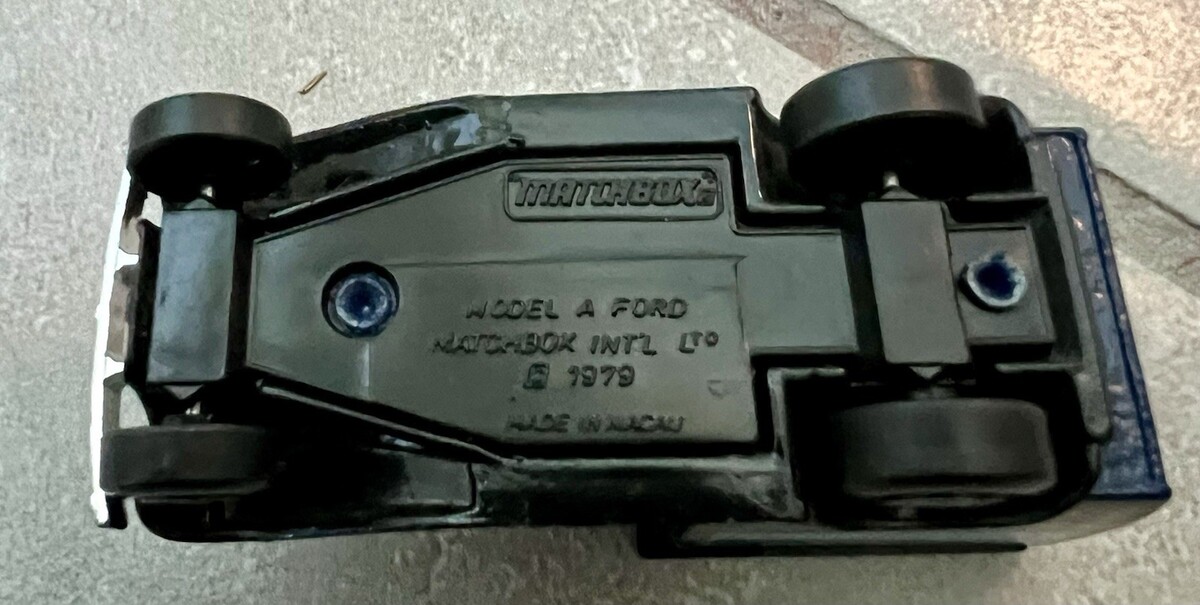 MATCHBOX
MODEL A FORD
MATCHBOX INT'L LTD
© 1979
MADE IN MACAU